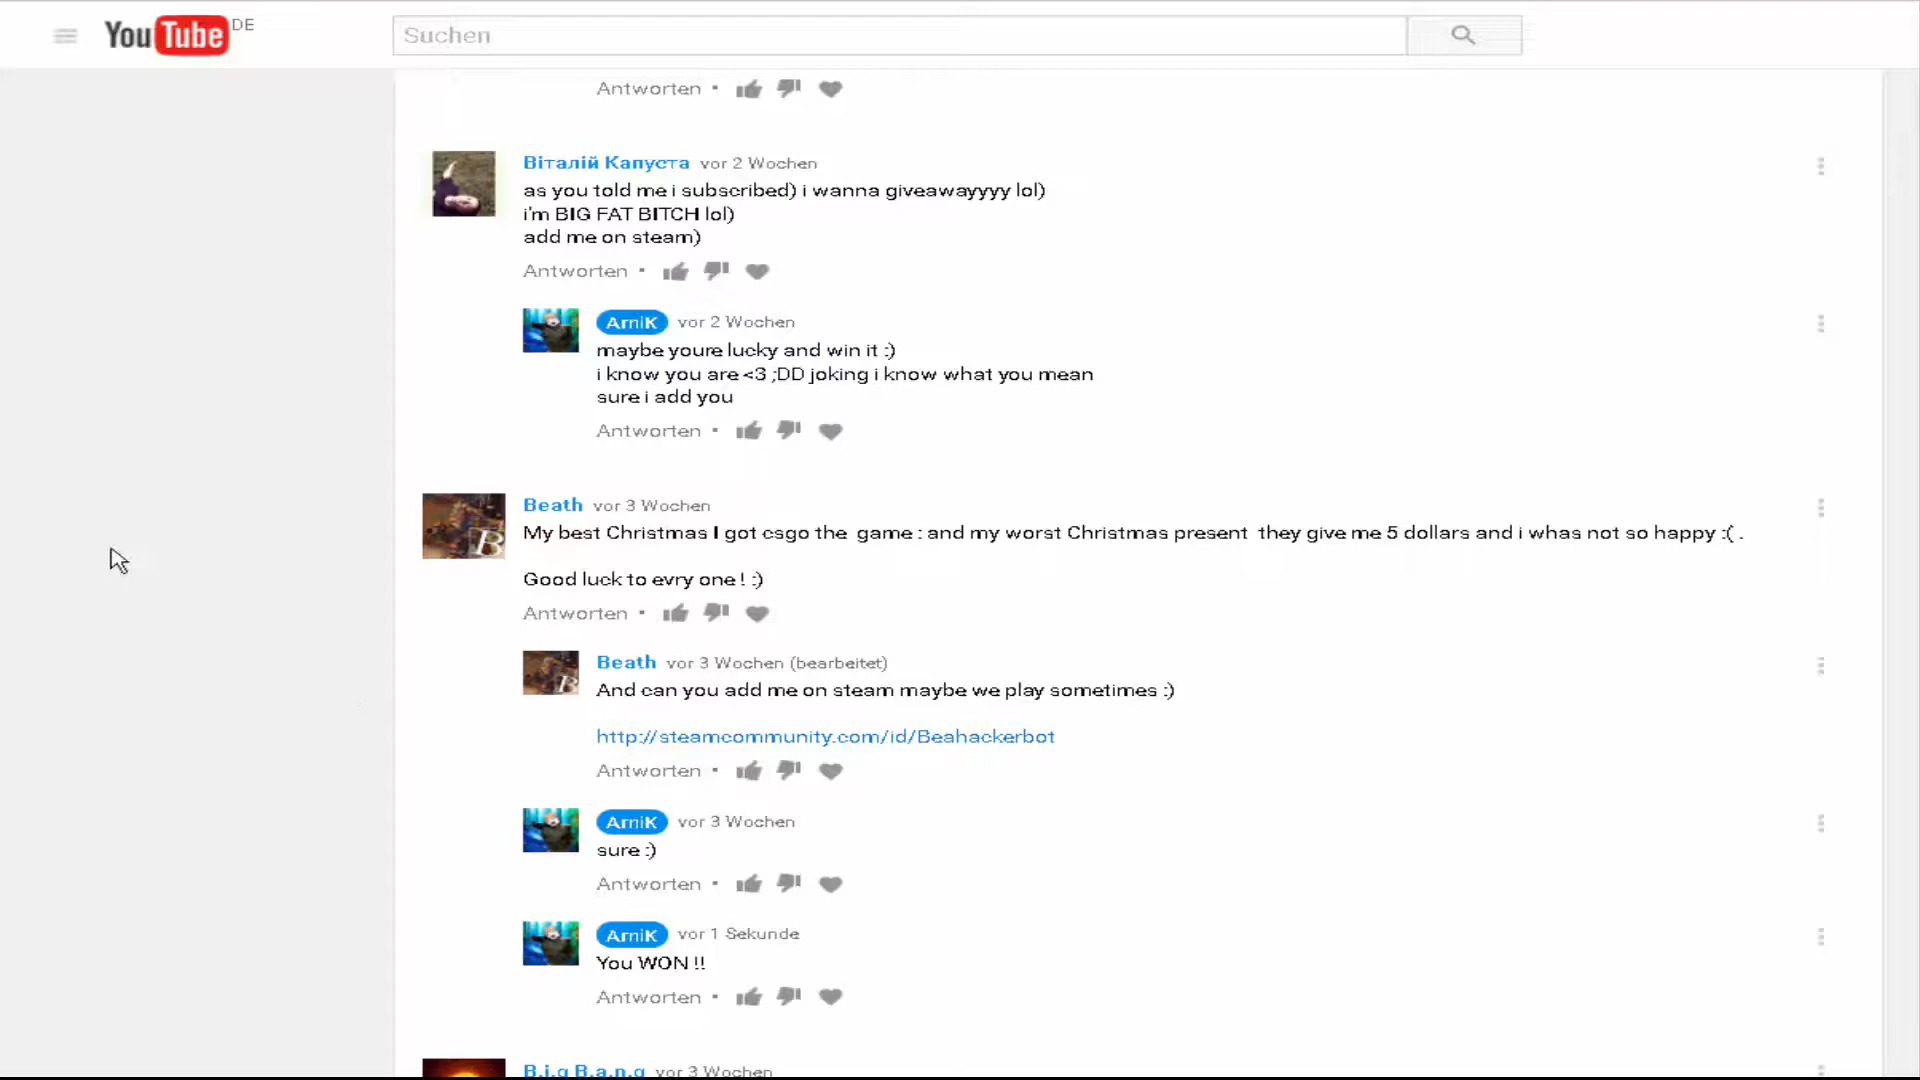 YouTube DE
Suchen
Antworten •
Віталій Капуста vor 2 Wochen
as you told me i subscribed) i wanna giveawayyyy lol)
i'm BIG FAT BITCH lol)
add me on steam)
Antworten •
ArniK vor 2 Wochen
maybe youre lucky and win it :)
i know you are <3 ;DD joking i know what you mean
sure i add you
Antworten •
Beath vor 3 Wochen
My best Christmas I got csgo the game : and my worst Christmas present they give me 5 dollars and i whas not so happy :( .
Good luck to evry one ! :)
Antworten •
Beath vor 3 Wochen (bearbeitet)
And can you add me on steam maybe we play sometimes :)
http://steamcommunity.com/id/Beahackerbot
Antworten •
ArniK vor 3 Wochen
sure :)
Antworten •
ArniK vor 1 Sekunde
You WON !!
Antworten •
B.i.g B.a.n.g vor 3 Wochen